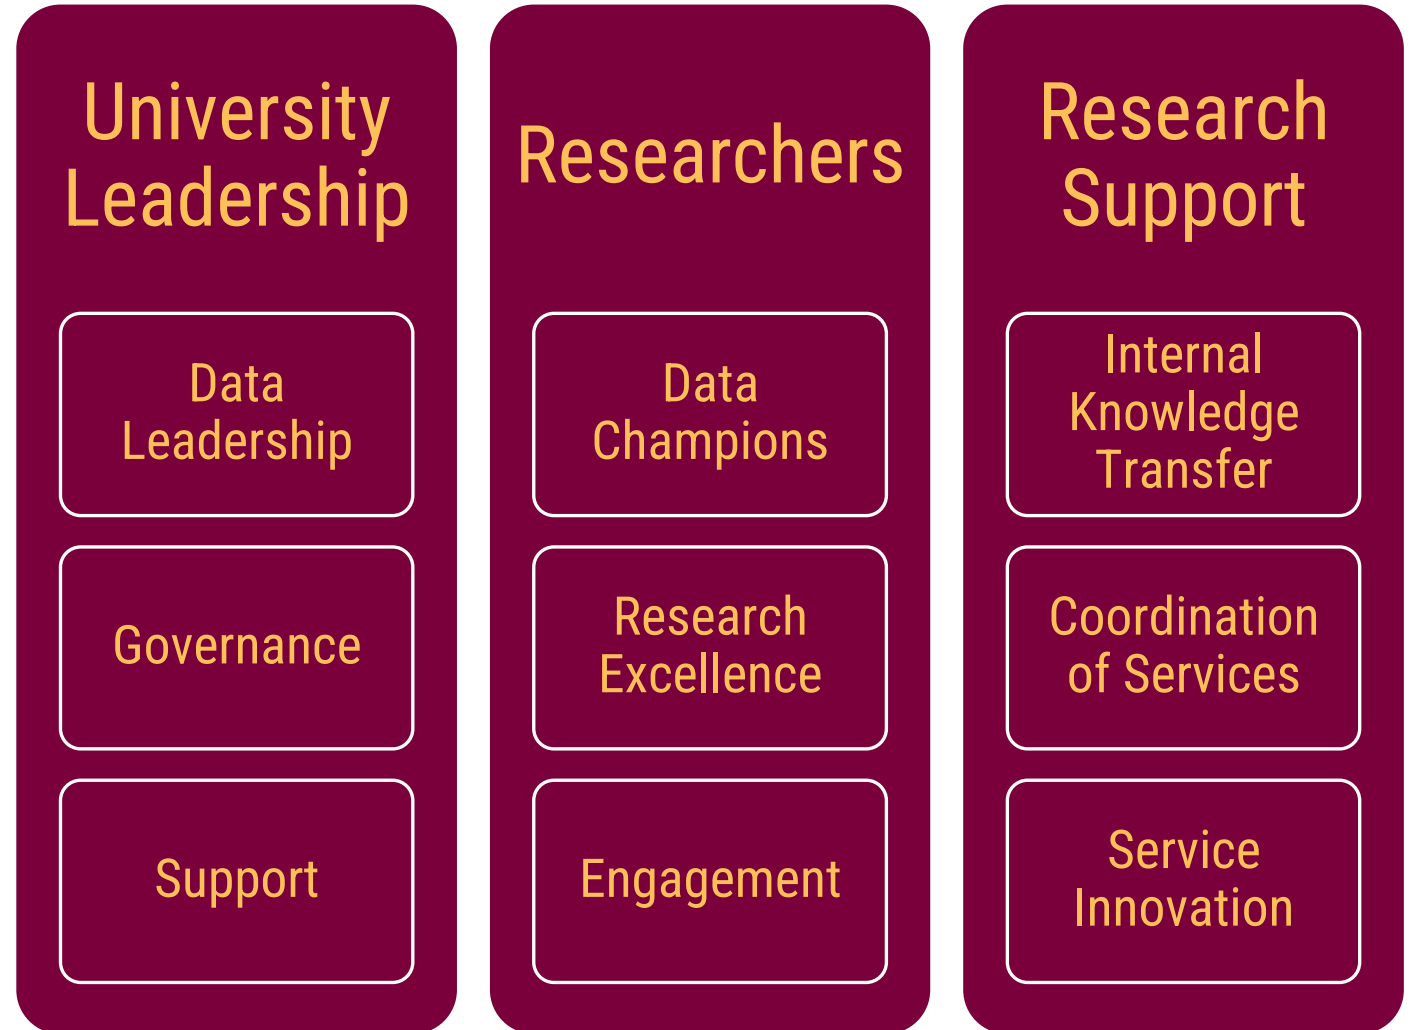 University
Leadership
Data
Leadership
Governance
Support
Researchers
Data
Champions
Research
Excellence
Engagement
Research
Support
Internal
Knowledge
Transfer
Coordination
of Services
Service
Innovation